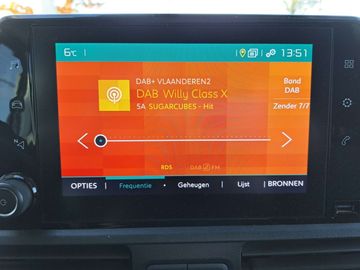 6°C 13:51
DAB+ VLAANDEREN2
DAB Willy Class X
5A SUGARCUBES - Hit
Band
DAB
Zender 7/7
RDS DAB FM
OPTIES Frequentie Geheugen Lijst BRONNEN